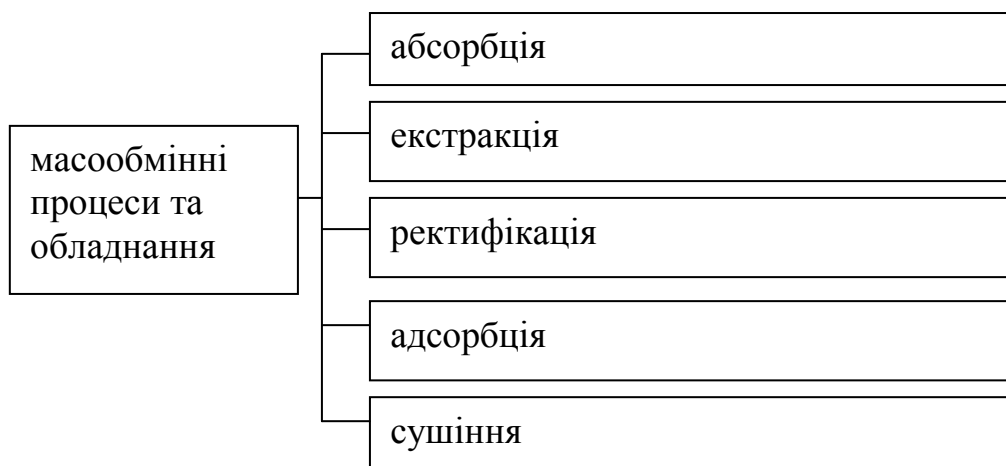 масообмінні
процеси та
обладнання
абсорбція
екстракція
ректифікація
адсорбція
сушіння